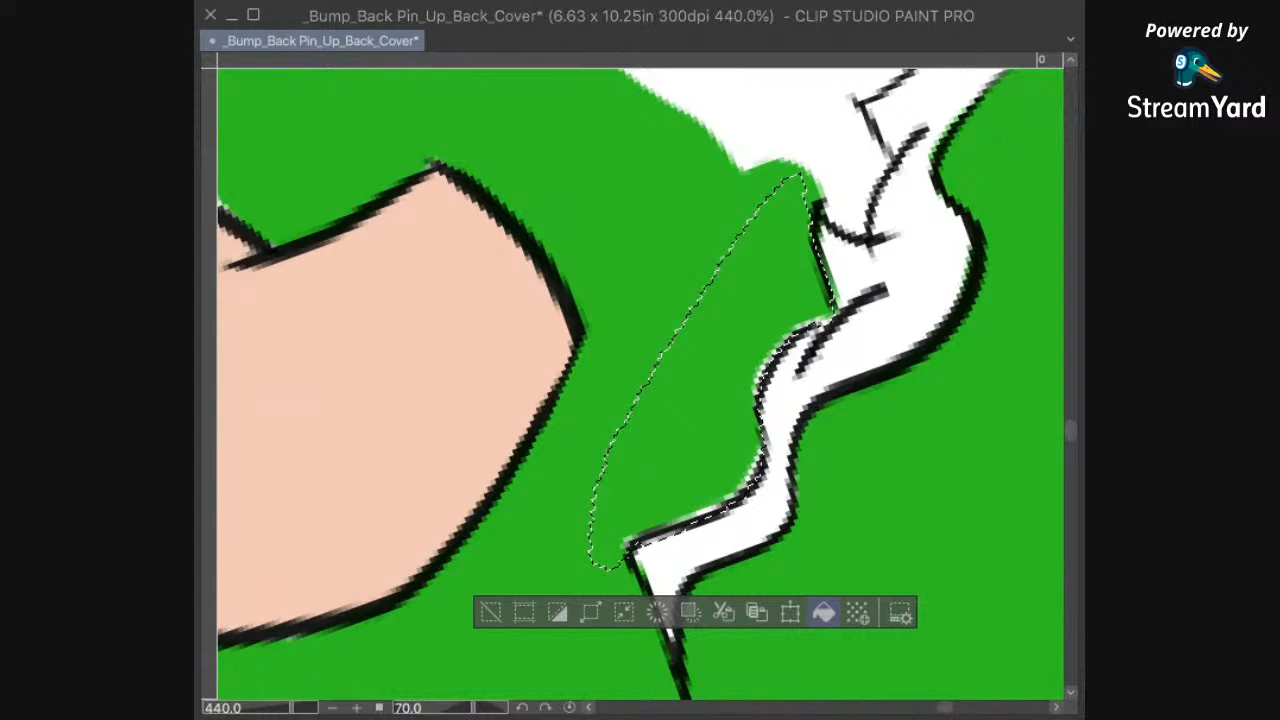 _Bump_Back Pin_Up_Back_Cover* (6.63 x 10.25in 300dpi 440.0%) - CLIP STUDIO PAINT PRO
_Bump_Back Pin_Up_Back_Cover*
0
440.0
70.0
Powered by
StreamYard